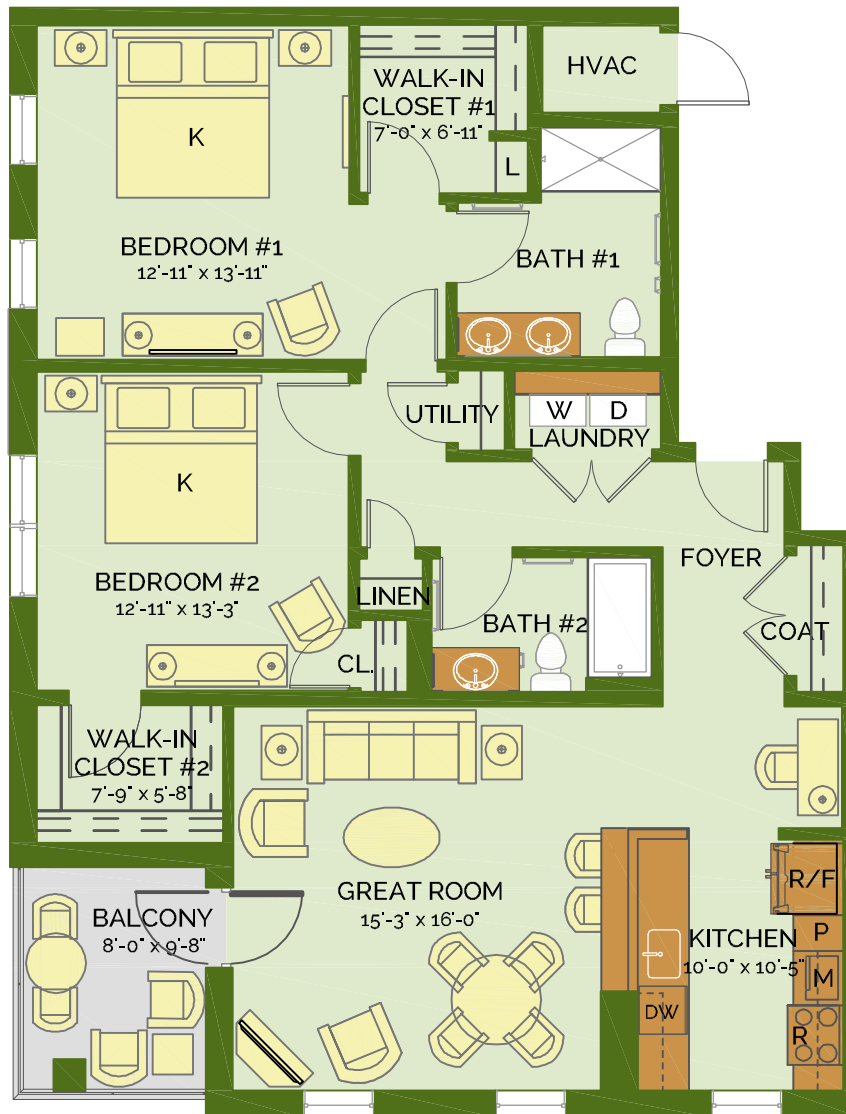 HVAC
WALK-IN
CLOSET #1
7'-0" x 6'-11"
K
L
BEDROOM #1
12'-11" x 13'-11"
BATH #1
UTILITY
W
D
LAUNDRY
K
FOYER
BEDROOM #2
12'-11" x 13'-3"
LINEN
BATH #2
COAT
CL.
WALK-IN
CLOSET #2
7'-9" x 5'-8"
R/F
GREAT ROOM
15'-3" x 16'-0"
BALCONY
8'-0" x 9'-8"
P
KITCHEN
10'-0" x 10'-5"
M
DW
R